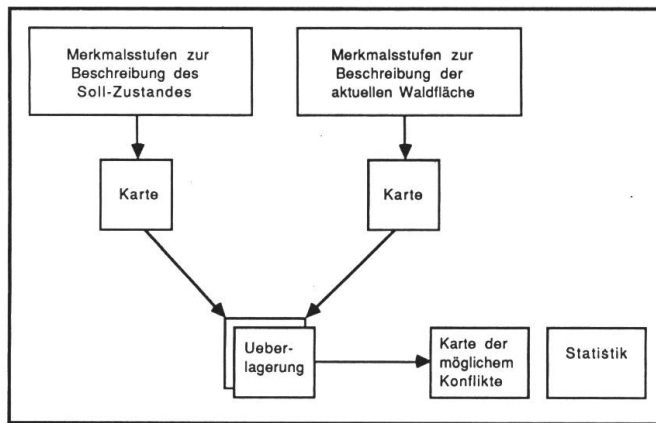 Merkmalsstufen zur
Beschreibung des
Soll-Zustandes
Merkmalsstufen zur
Beschreibung der
aktuellen Waldfläche
Karte
Karte
Ueber-
lagerung
Karte der
möglichem
Konflikte
Statistik